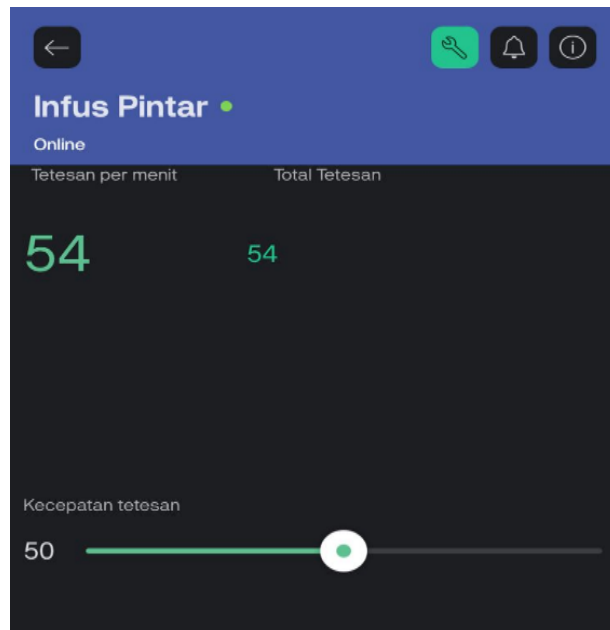 Infus Pintar
Online
Tetesan per menit Total Tetesan
54 54
Kecepatan tetesan
50